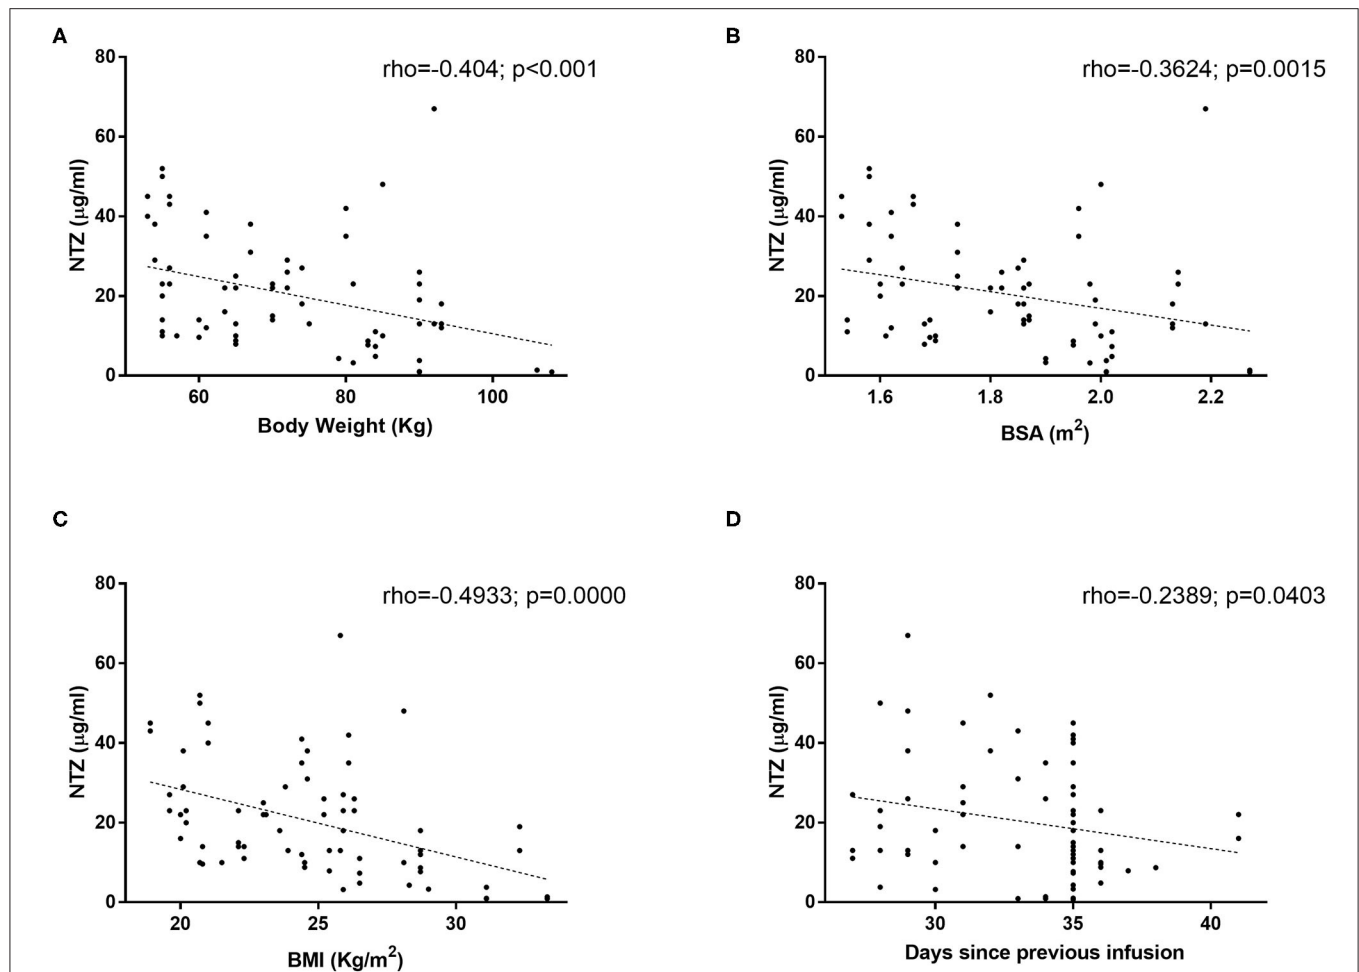 A
rho=-0.404; p<0.001
80
60
40
20
0
NTZ (µg/ml)
60
80
100
Body Weight (Kg)
B
rho=-0.3624; p=0.0015
80
60
40
20
0
NTZ (µg/ml)
1.6
1.8
2.0
2.2
BSA (m²)
C
rho=-0.4933; p=0.0000
80
60
40
20
0
NTZ (µg/ml)
20
25
30
BMI (Kg/m²)
D
rho=-0.2389; p=0.0403
80
60
40
20
0
NTZ (µg/ml)
30
35
40
Days since previous infusion